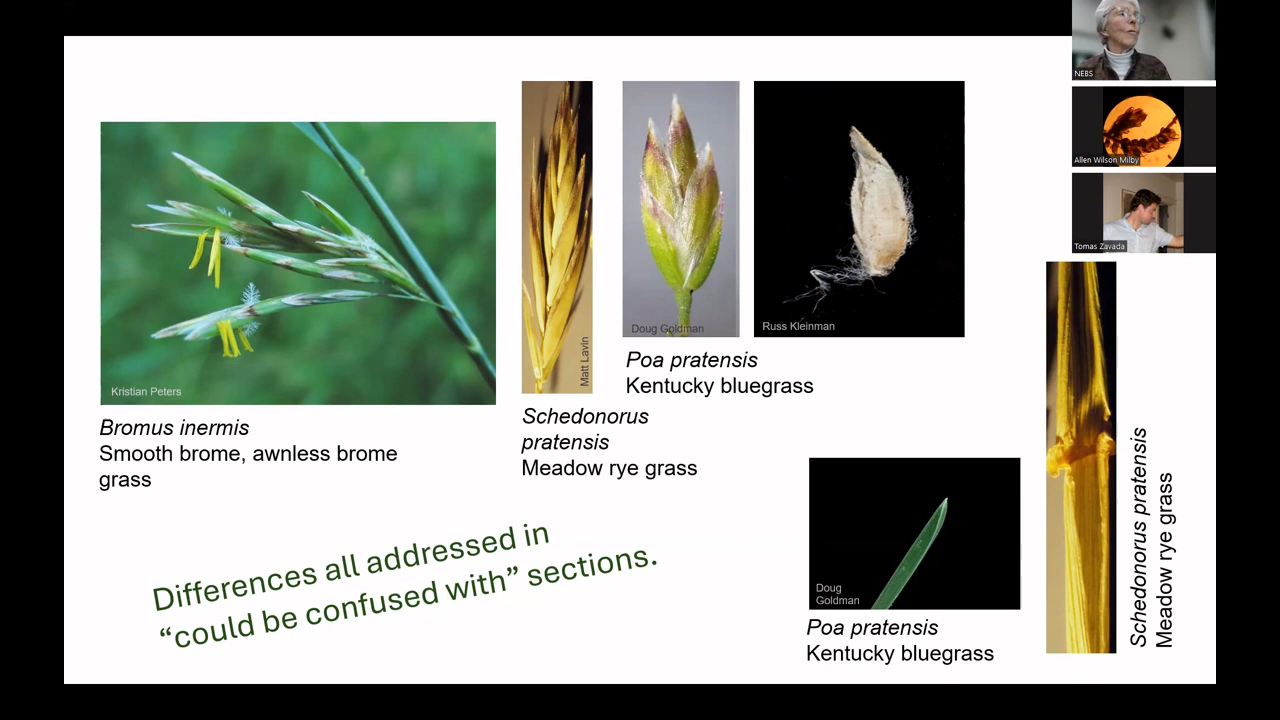 NEBS
Allen Wilson Milby
Tomas Zavada
Kristian Peters
Matt Lavin
Doug Goldman
Russ Kleinman
Bromus inermis
Smooth brome, awnless brome
grass
Schedonorus
pratensis
Meadow rye grass
Poa pratensis
Kentucky bluegrass
Differences all addressed in
“could be confused with” sections.
Doug
Goldman
Poa pratensis
Kentucky bluegrass
Schedonorus pratensis
Meadow rye grass